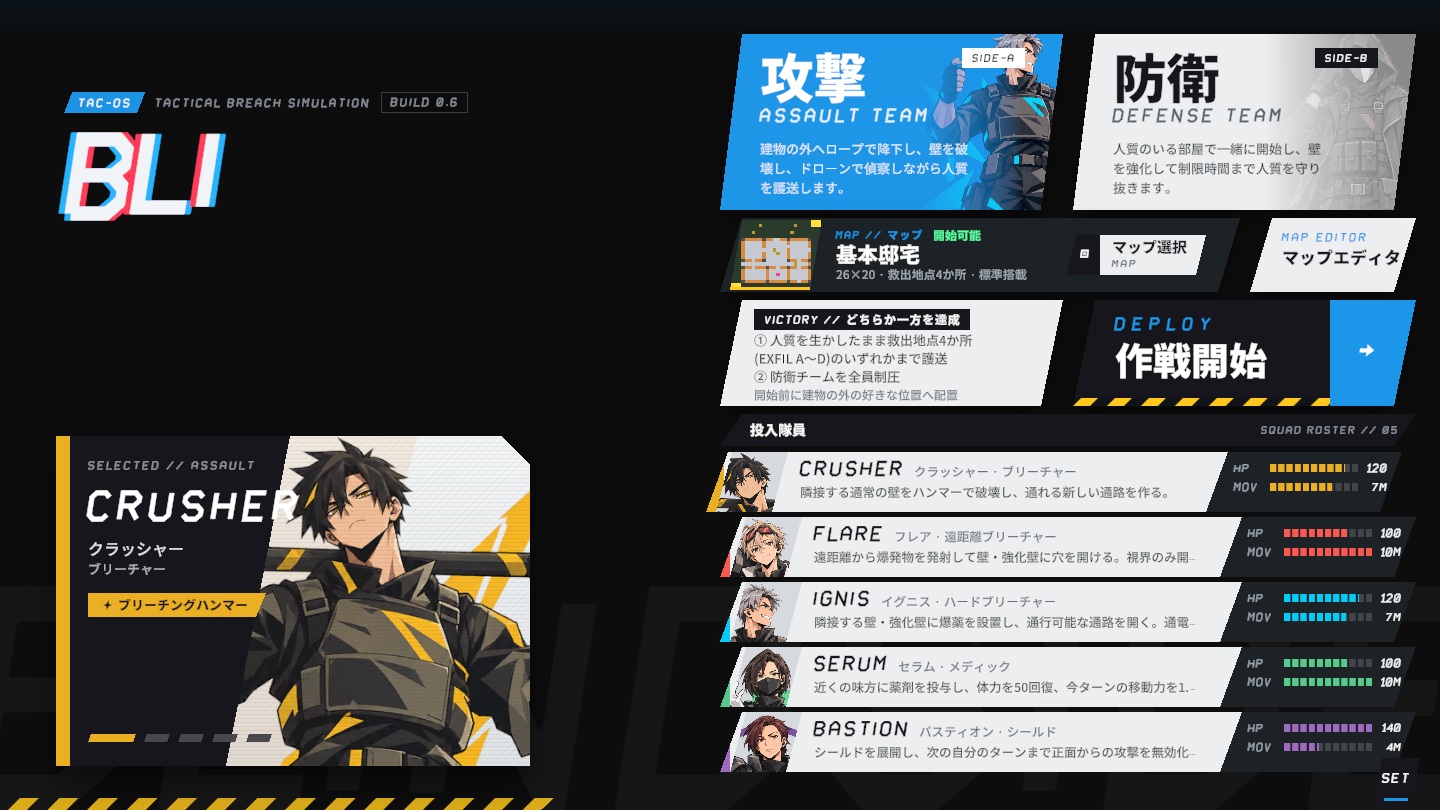 TAC-OS TACTICAL BREACH SIMULATION BUILD 0.6
BLI
SELECTED // ASSAULT
CRUSHER
クラッシャー
ブリーチャー
ブリーチングハンマー
攻撃
SIDE-A
ASSAULT TEAM
建物の外へロープで降下し、壁を破
壊し、ドローンで偵察しながら人質
を護送します。
防衛
SIDE-B
DEFENSE TEAM
人質のいる部屋で一緒に開始し、壁
を強化して制限時間まで人質を守り
抜きます。
MAP // マップ 開始可能
基本邸宅
26×20 · 救出地点4か所 · 標準搭載
マップ選択
MAP
MAP EDITOR
マップエディタ
VICTORY // どちらか一方を達成
① 人質を生かしたまま救出地点4か所
(EXFIL A〜D)のいずれかまで護送
② 防衛チームを全員制圧
開始前に建物の外の好きな位置へ配置
DEPLOY
作戦開始
投入隊員
SQUAD ROSTER // 05
CRUSHER クラッシャー · ブリーチャー
隣接する通常の壁をハンマーで破壊し、通れる新しい通路を作る。
HP 120
MOV 7M
FLARE フレア · 遠距離ブリーチャー
遠距離から爆発物を発射して壁・強化壁に穴を開ける。視界のみ開…
HP 100
MOV 10M
IGNIS イグニス · ハードブリーチャー
隣接する壁・強化壁に爆薬を設置し、通行可能な通路を開く。通電…
HP 120
MOV 7M
SERUM セラム · メディック
近くの味方に薬剤を投与し、体力を50回復、今ターンの移動力を1.…
HP 100
MOV 10M
BASTION バスティオン · シールド
シールドを展開し、次の自分のターンまで正面からの攻撃を無効化…
HP 140
MOV 4M
SET